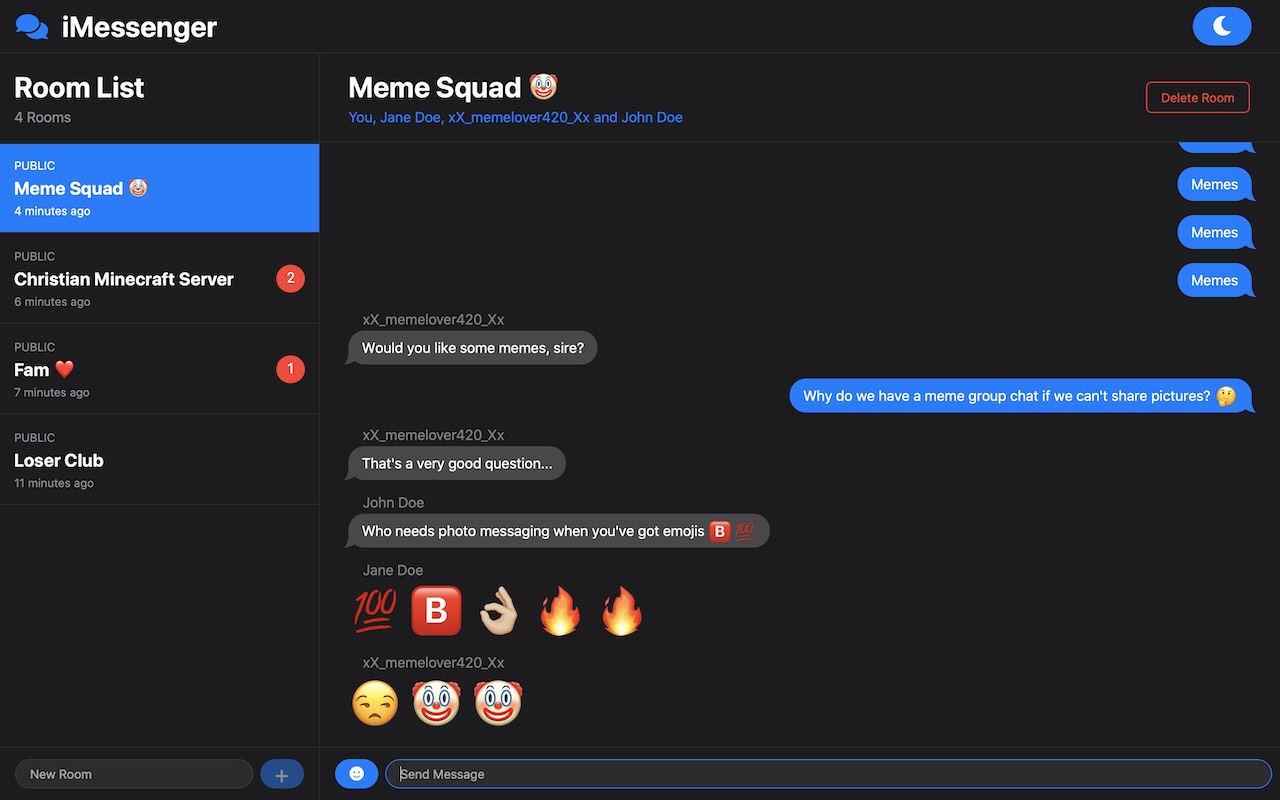 iMessenger
Room List
4 Rooms
PUBLIC
Meme Squad 🤡
4 minutes ago
PUBLIC
Christian Minecraft Server
2
6 minutes ago
PUBLIC
Fam ❤️
1
7 minutes ago
PUBLIC
Loser Club
11 minutes ago
New Room
+
Meme Squad 🤡
You, Jane Doe, xX_memelover420_Xx and John Doe
Delete Room
Memes
Memes
Memes
xX_memelover420_Xx
Would you like some memes, sire?
Why do we have a meme group chat if we can't share pictures? 🤔
xX_memelover420_Xx
That's a very good question...
John Doe
Who needs photo messaging when you've got emojis 🅱️ 💯
Jane Doe
💯 🅱️ 👌🏼 🔥 🔥
xX_memelover420_Xx
😒 🤡 🤡
Send Message